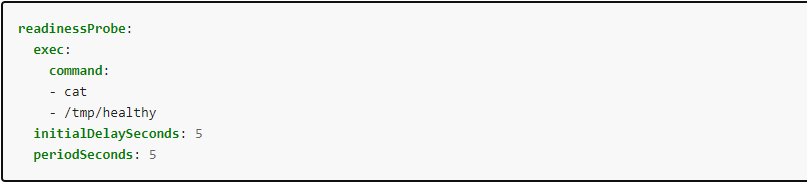 readinessProbe:
  exec:
    command:
    - cat
    - /tmp/healthy
  initialDelaySeconds: 5
  periodSeconds: 5